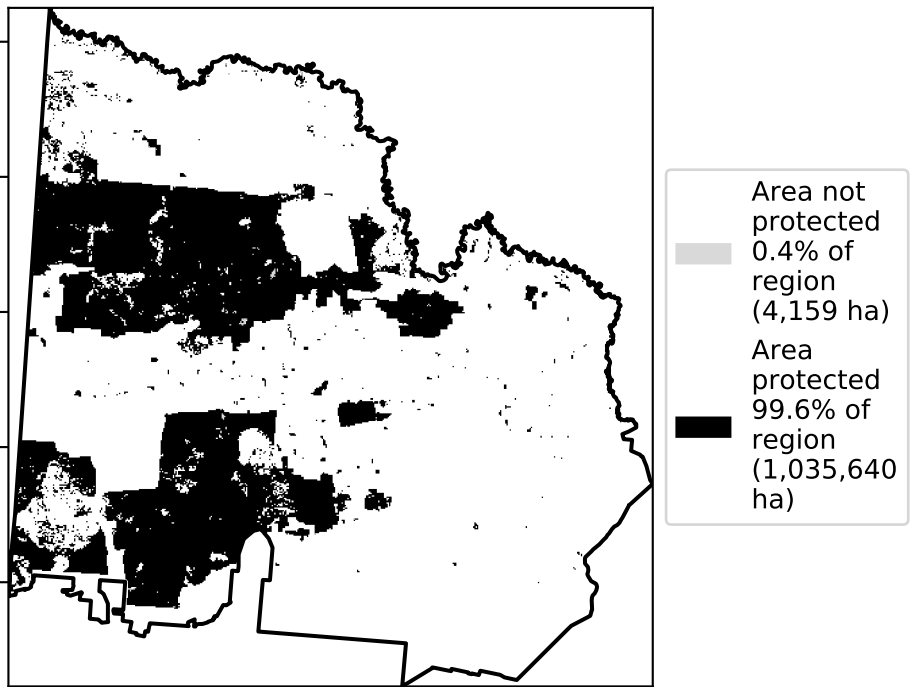 Area not
protected
0.4% of
region
(4,159 ha)
Area
protected
99.6% of
region
(1,035,640
ha)